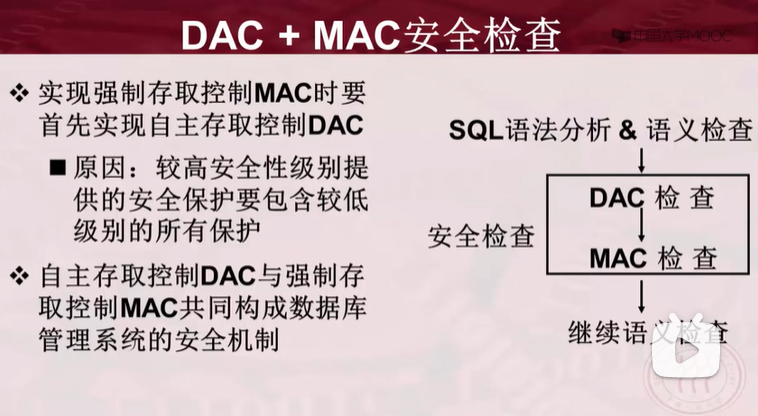 DAC + MAC安全检查
中国大学MOOC
❖ 实现强制存取控制MAC时要
首先实现自主存取控制DAC
■ 原因：较高安全性级别提
供的安全保护要包含较低
级别的所有保护
❖ 自主存取控制DAC与强制存
取控制MAC共同构成数据库
管理系统的安全机制
SQL语法分析 & 语义检查
安全检查
DAC 检 查
MAC 检 查
继续语义检查